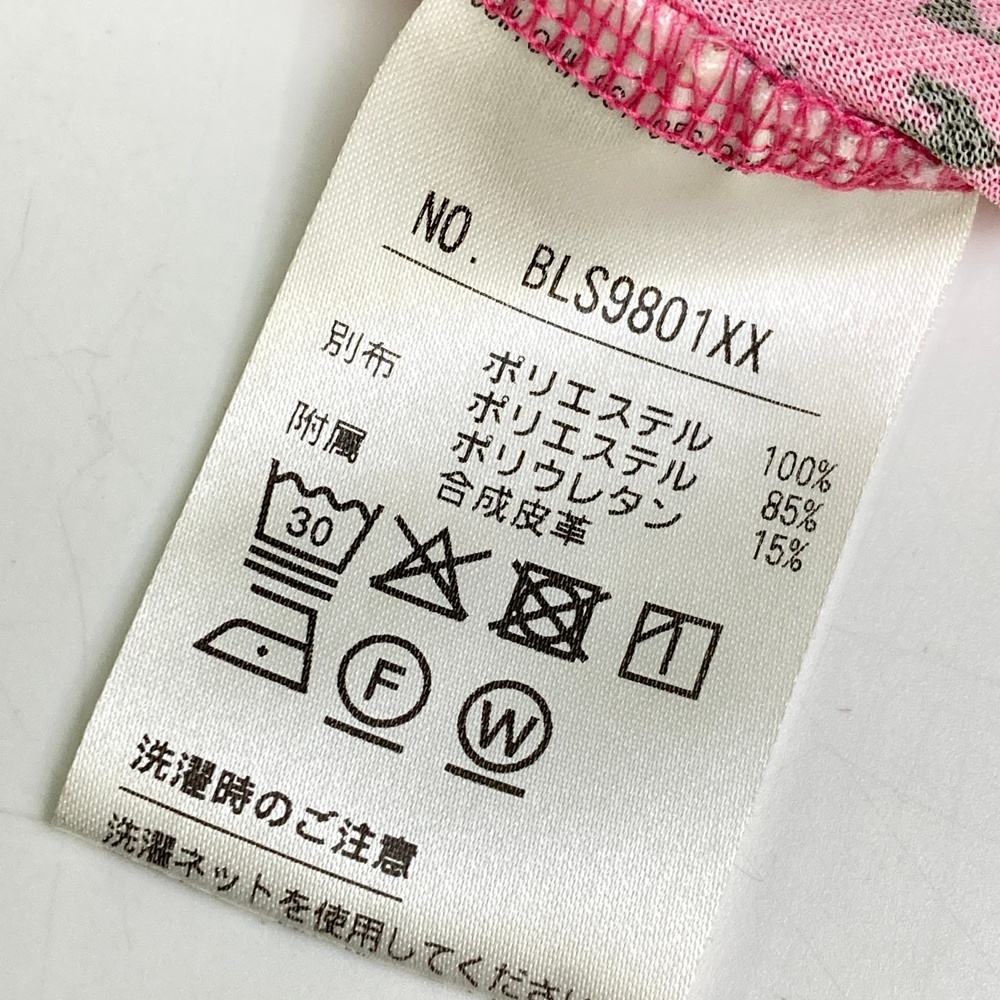 NO. BLS9801XX
別布 ポリエステル 100%
附属 ポリエステル 85%
ポリウレタン 15%
合成皮革
30
F W
洗濯時のご注意
洗濯ネットを使用してくださ